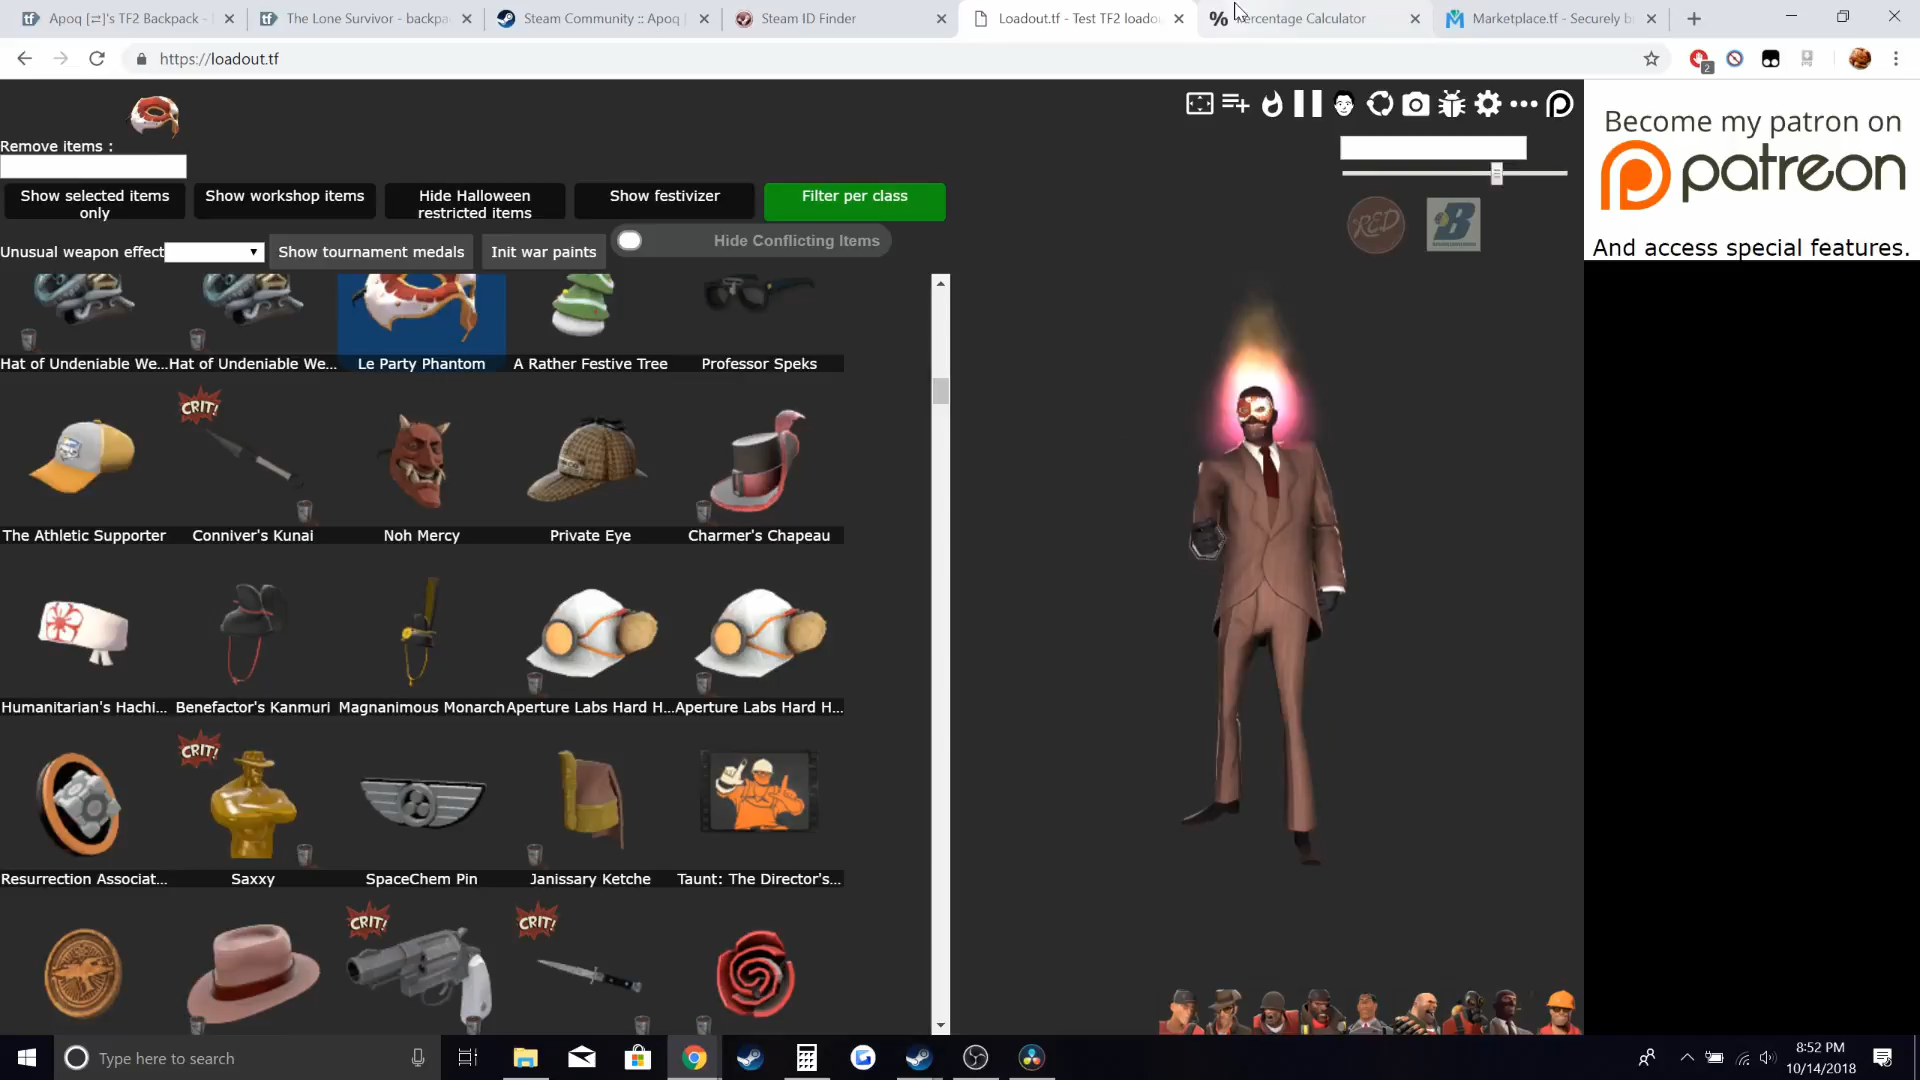 Apoq [⇄]'s TF2 Backpack -
The Lone Survivor - backpa
Steam Community :: Apoq
Steam ID Finder
Loadout.tf - Test TF2 loado
ercentage Calculator
Marketplace.tf - Securely b
https://loadout.tf
2
Remove items :
Show selected items only
Show workshop items
Hide Halloween restricted items
Show festivizer
Filter per class
Unusual weapon effect
Show tournament medals
Init war paints
Hide Conflicting Items
RED
B
Become my patron on
patreon
And access special features.
Hat of Undeniable We...
Hat of Undeniable We...
Le Party Phantom
A Rather Festive Tree
Professor Speks
CRIT!
The Athletic Supporter
Conniver's Kunai
Noh Mercy
Private Eye
Charmer's Chapeau
Humanitarian's Hachi...
Benefactor's Kanmuri
Magnanimous Monarch
Aperture Labs Hard H...
Aperture Labs Hard H...
CRIT!
Resurrection Associat...
Saxxy
SpaceChem Pin
Janissary Ketche
Taunt: The Director's...
CRIT!
CRIT!
Type here to search
8:52 PM
10/14/2018